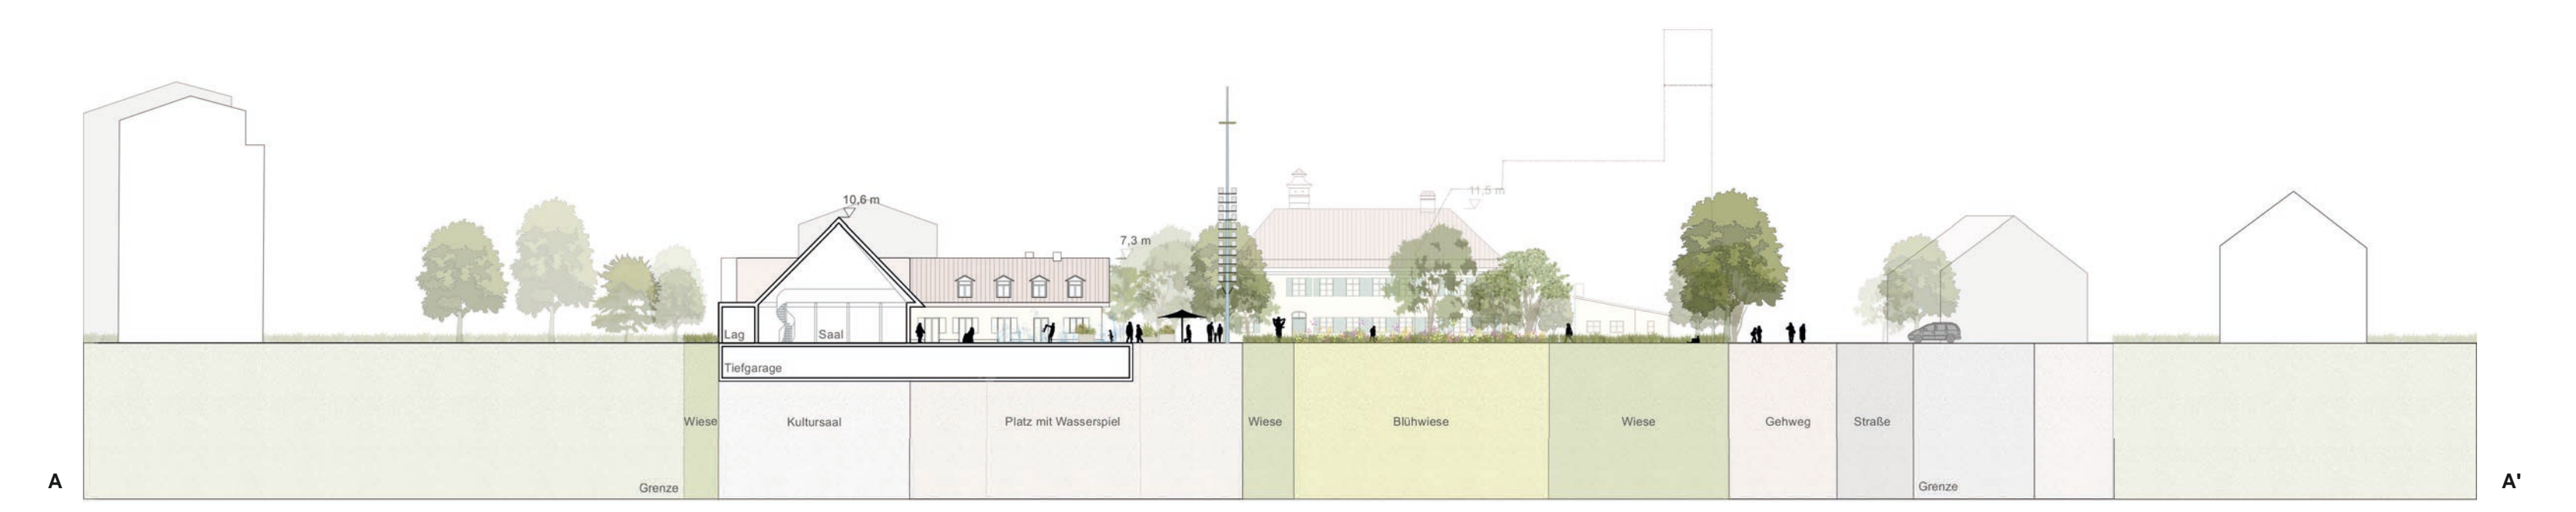 10,6 m
11,5 m
7,3 m
Lag
Saal
Tiefgarage
Wiese
Kultursaal
Platz mit Wasserspiel
Wiese
Blühwiese
Wiese
Gehweg
Straße
A
Grenze
Grenze
A'